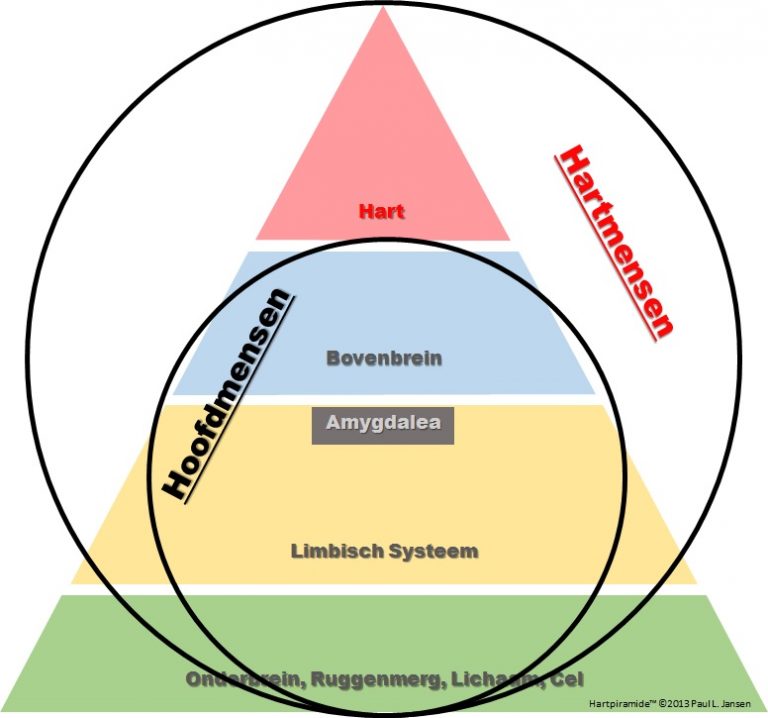 Hart
Hartmensen
Hoofdmensen
Bovenbrein
Amygdalea
Limbisch Systeem
Onderbrein, Ruggenmerg, Lichaam, Cel
Hartpiramide™ ©2013 Paul L. Jansen